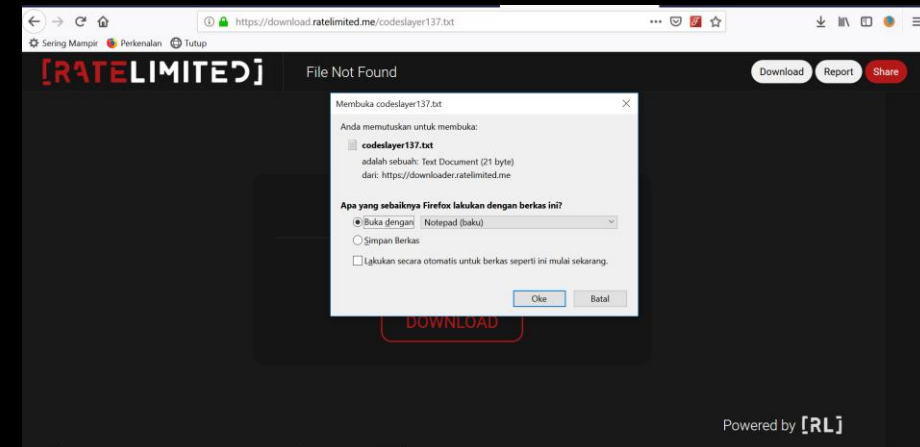 https://download.ratelimited.me/codeslayer137.txt
Sering Mampir Perkenalan Tutup
[RATELIMITED] File Not Found Download Report Share
Membuka codeslayer137.txt
Anda memutuskan untuk membuka:
codeslayer137.txt
adalah sebuah: Text Document (21 byte)
dari: https://downloader.ratelimited.me
Apa yang sebaiknya Firefox lakukan dengan berkas ini?
Buka dengan Notepad (baku)
Simpan Berkas
Lakukan secara otomatis untuk berkas seperti ini mulai sekarang.
Oke Batal
DOWNLOAD
Powered by [RL]